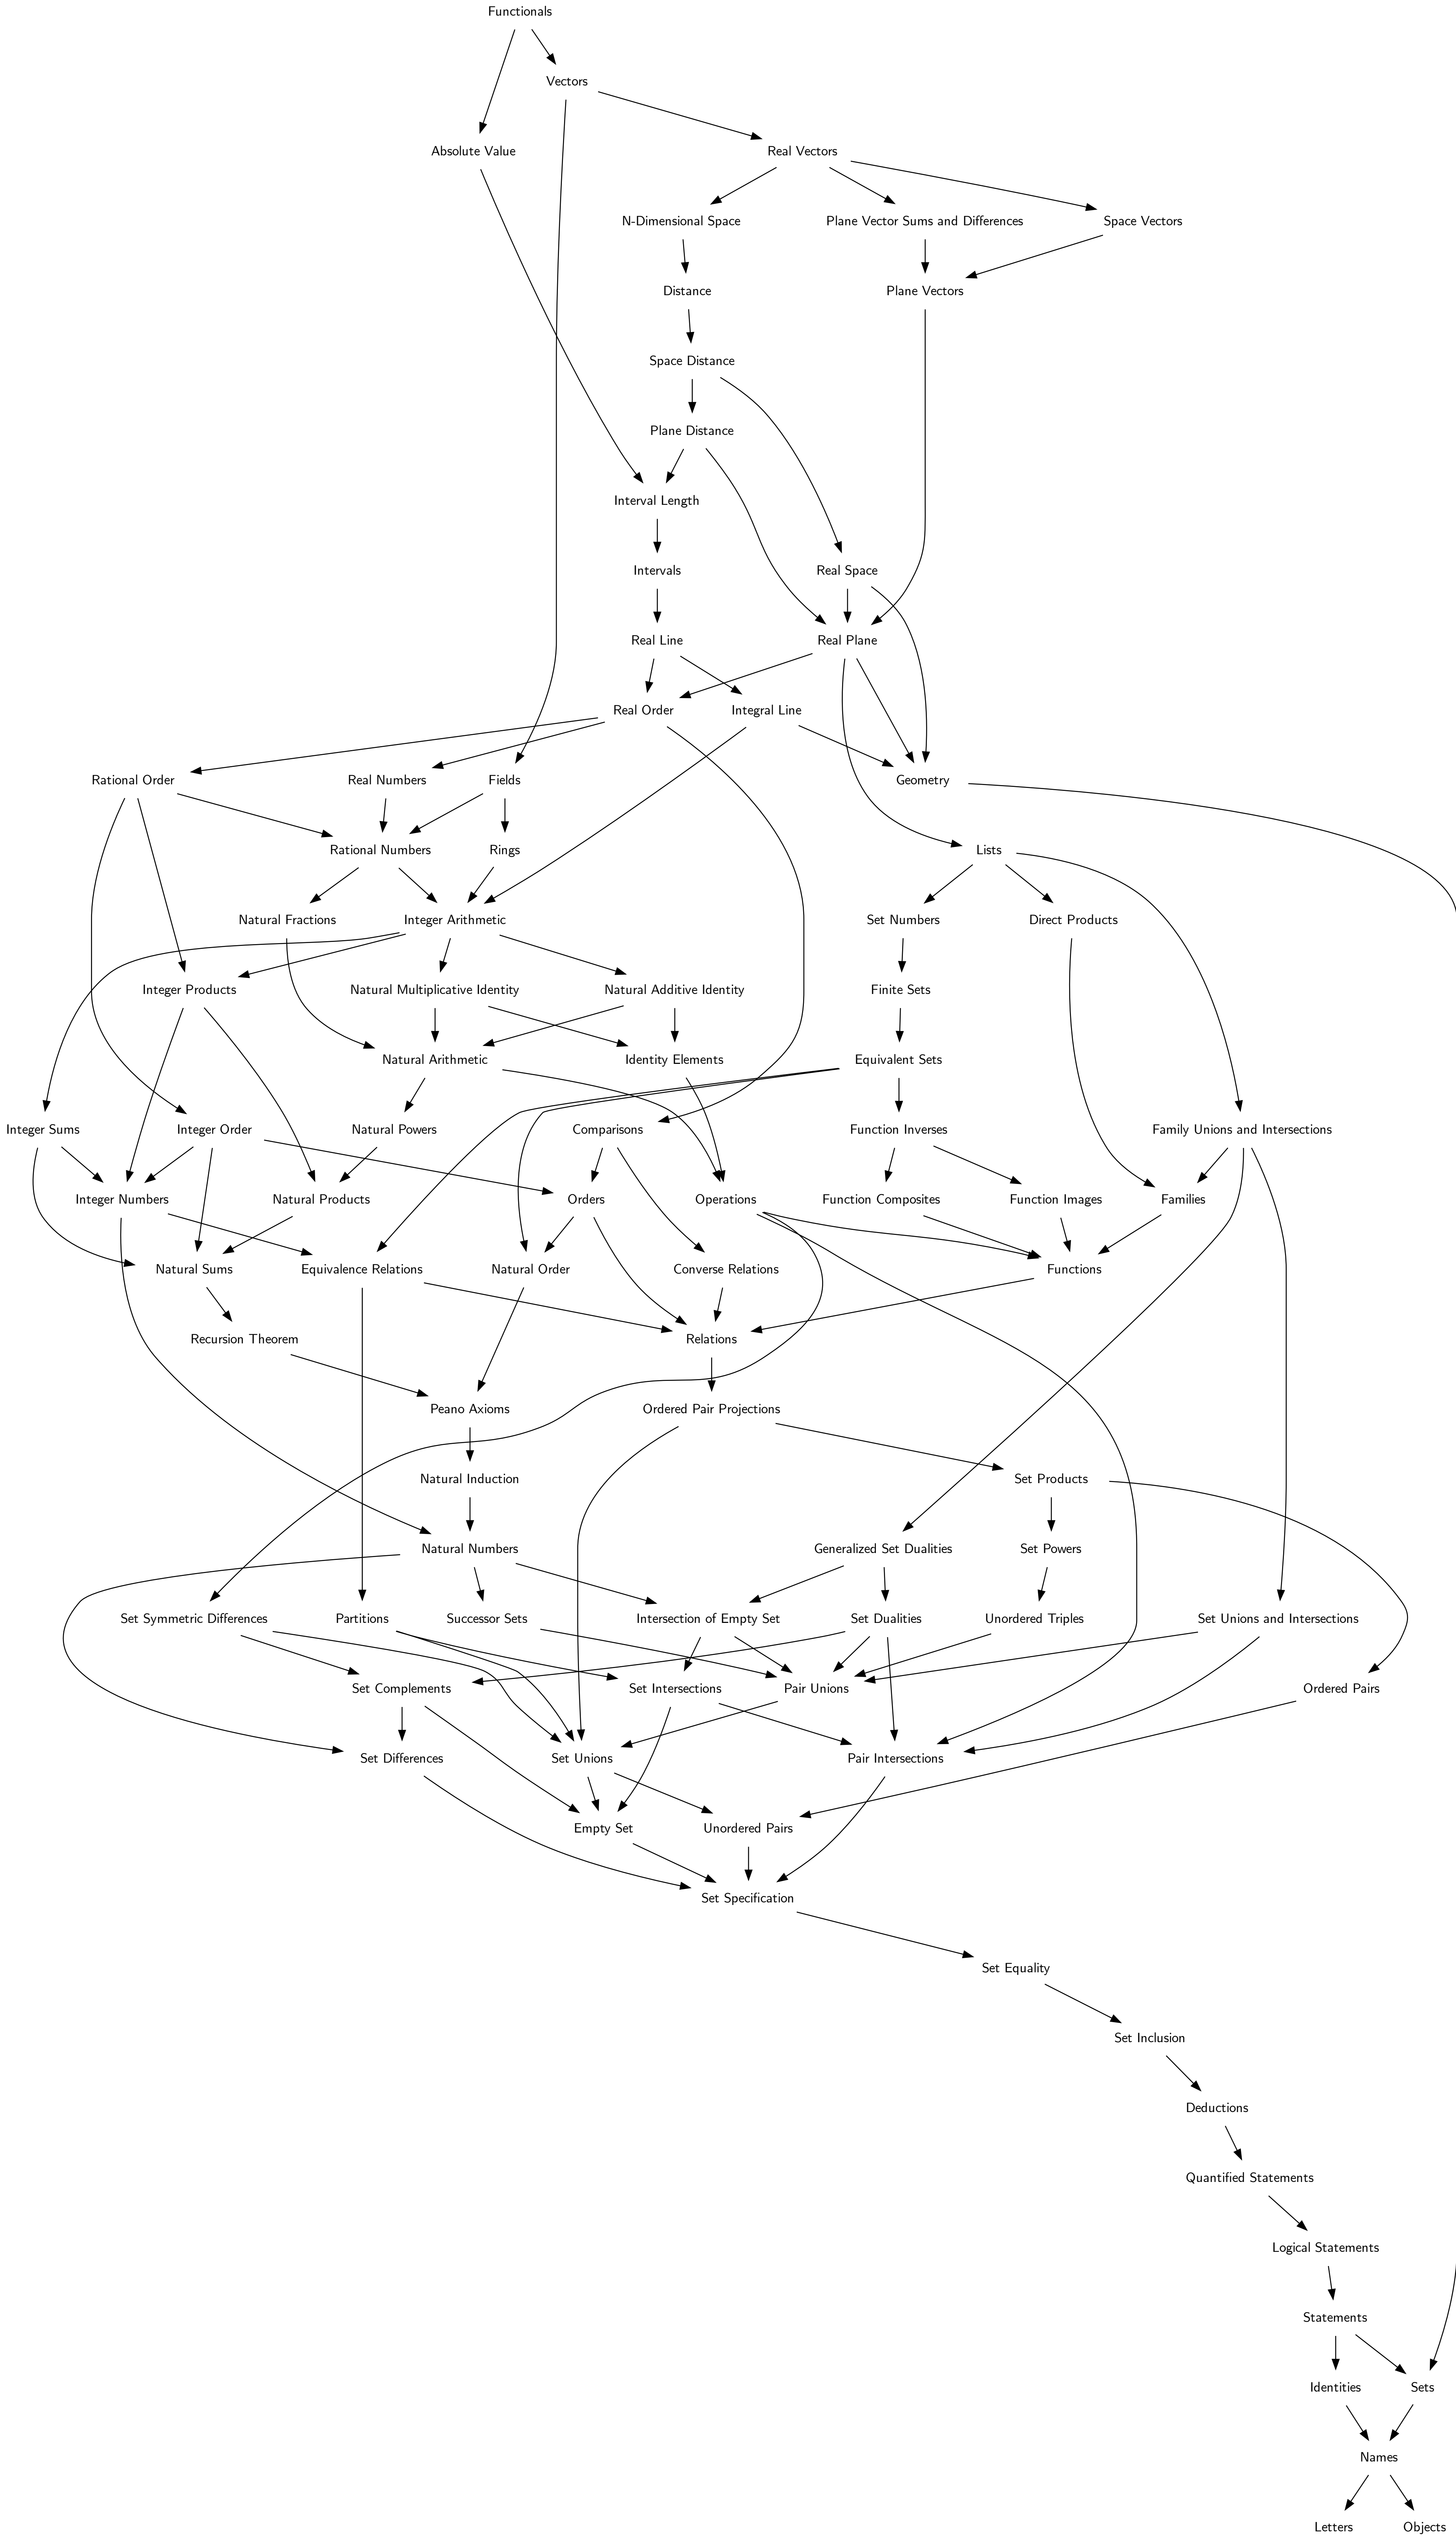 Functionals
Vectors
Absolute Value
Real Vectors
N-Dimensional Space
Plane Vector Sums and Differences
Space Vectors
Distance
Plane Vectors
Space Distance
Plane Distance
Interval Length
Intervals
Real Space
Real Line
Real Plane
Real Order
Integral Line
Rational Order
Real Numbers
Fields
Geometry
Rational Numbers
Rings
Lists
Natural Fractions
Integer Arithmetic
Set Numbers
Direct Products
Integer Products
Natural Multiplicative Identity
Natural Additive Identity
Finite Sets
Natural Arithmetic
Identity Elements
Equivalent Sets
Integer Sums
Integer Order
Natural Powers
Comparisons
Function Inverses
Family Unions and Intersections
Integer Numbers
Natural Products
Orders
Operations
Function Composites
Function Images
Families
Natural Sums
Equivalence Relations
Natural Order
Converse Relations
Functions
Recursion Theorem
Relations
Peano Axioms
Ordered Pair Projections
Natural Induction
Set Products
Natural Numbers
Generalized Set Dualities
Set Powers
Set Symmetric Differences
Partitions
Successor Sets
Intersection of Empty Set
Set Dualities
Unordered Triples
Set Unions and Intersections
Set Complements
Set Intersections
Pair Unions
Ordered Pairs
Set Differences
Set Unions
Pair Intersections
Empty Set
Unordered Pairs
Set Specification
Set Equality
Set Inclusion
Deductions
Quantified Statements
Logical Statements
Statements
Identities
Sets
Names
Letters
Objects